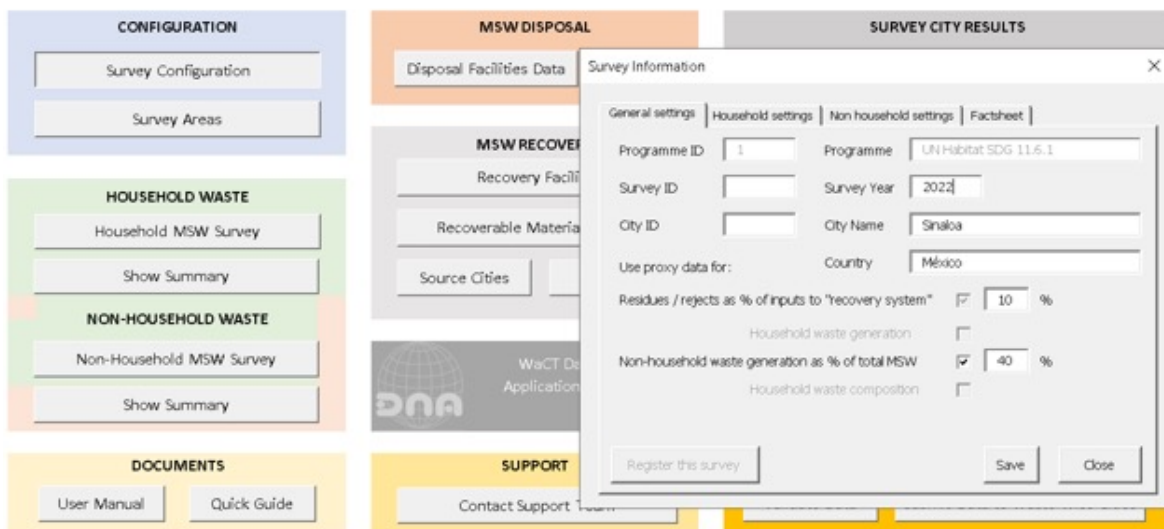 CONFIGURATION
Survey Configuration
Survey Areas
HOUSEHOLD WASTE
Household MSW Survey
Show Summary
NON-HOUSEHOLD WASTE
Non-Household MSW Survey
Show Summary
DOCUMENTS
User Manual
Quick Guide
MSW DISPOSAL
Disposal Facilities Data
MSW RECOVE
Recovery Facili
Recoverable Materia
Source Cities
WaCT Da
Application
DNA
SUPPORT
Contact Support T
SURVEY CITY RESULTS
Survey Information
General settings Household settings Non household settings Factsheet
Programme ID 1 Programme UN Habitat SDG 11.6.1
Survey ID Survey Year 2022
City ID City Name Sinaloa
Use proxy data for: Country México
Residues / rejects as % of inputs to "recovery system" 10 %
Household waste generation
Non-household waste generation as % of total MSW 40 %
Household waste composition
Register this survey Save Close